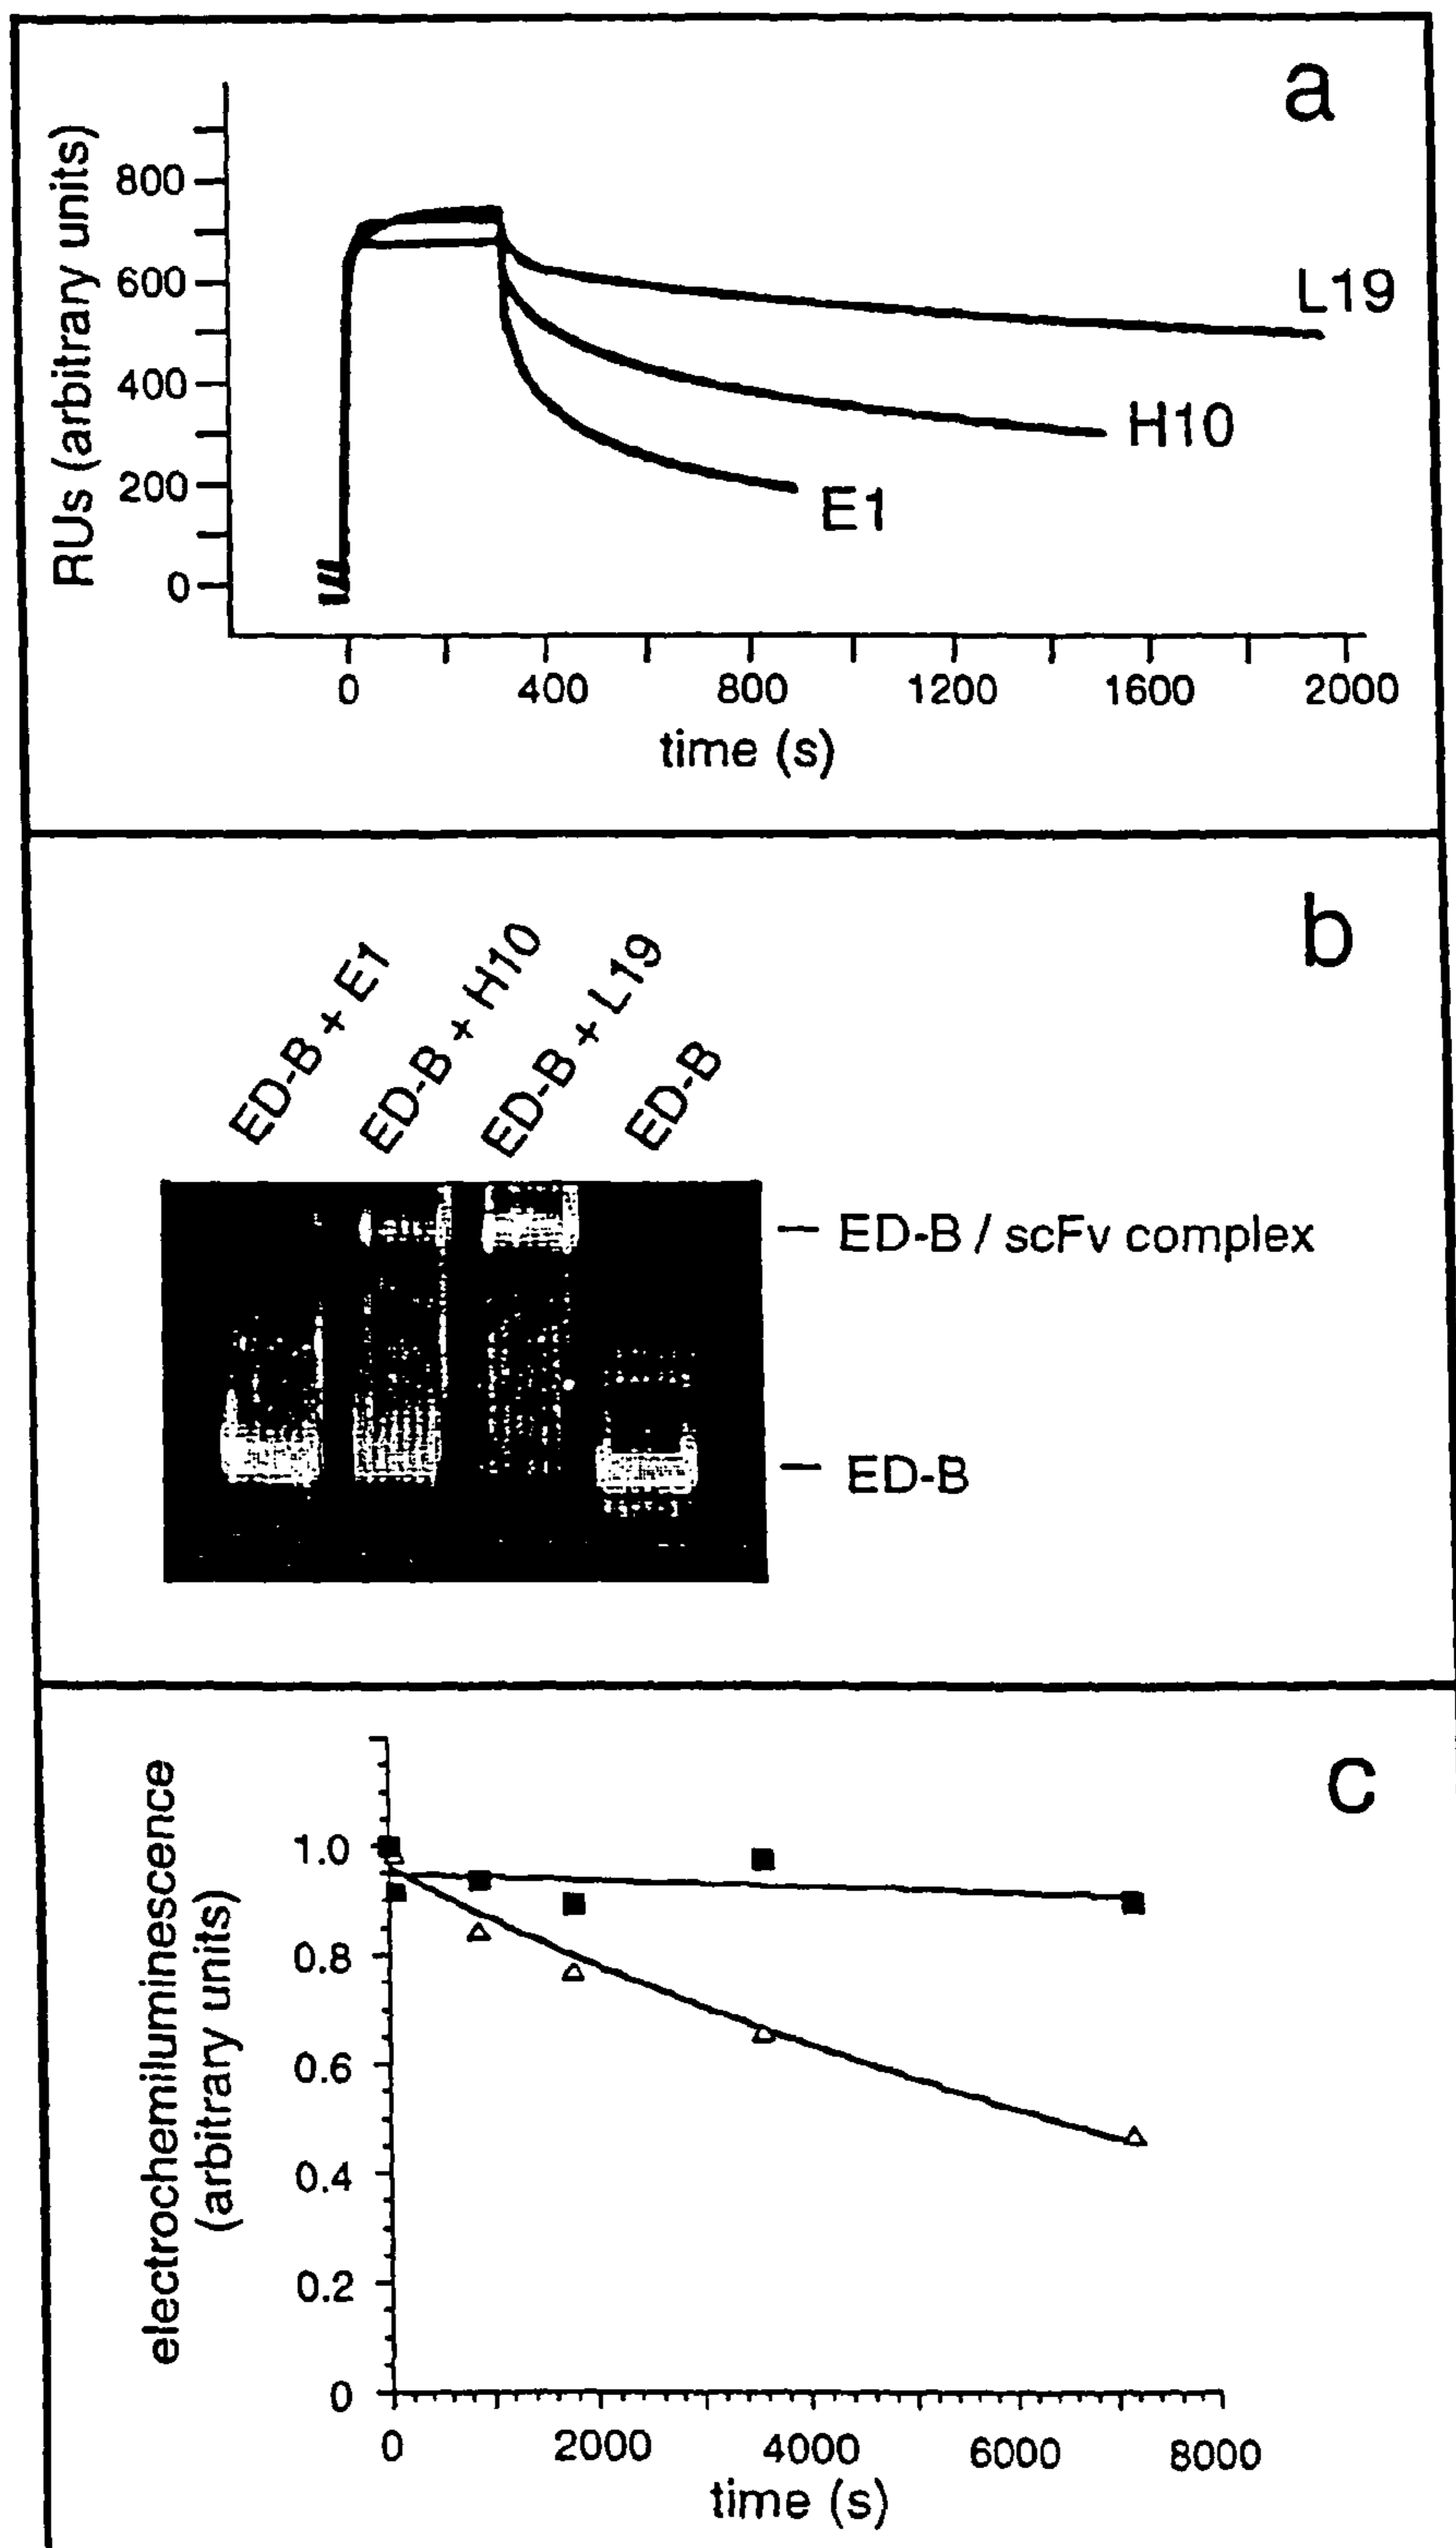 a
RUs (arbitrary units)
800
600
400
200
0
L19
H10
E1
0 400 800 1200 1600 2000
time (s)
b
ED-B + E1
ED-B + H10
ED-B + L19
ED-B
ED-B / scFv complex
ED-B
c
electrochemiluminescence
(arbitrary units)
1.0
0.8
0.6
0.4
0.2
0
0 2000 4000 6000 8000
time (s)